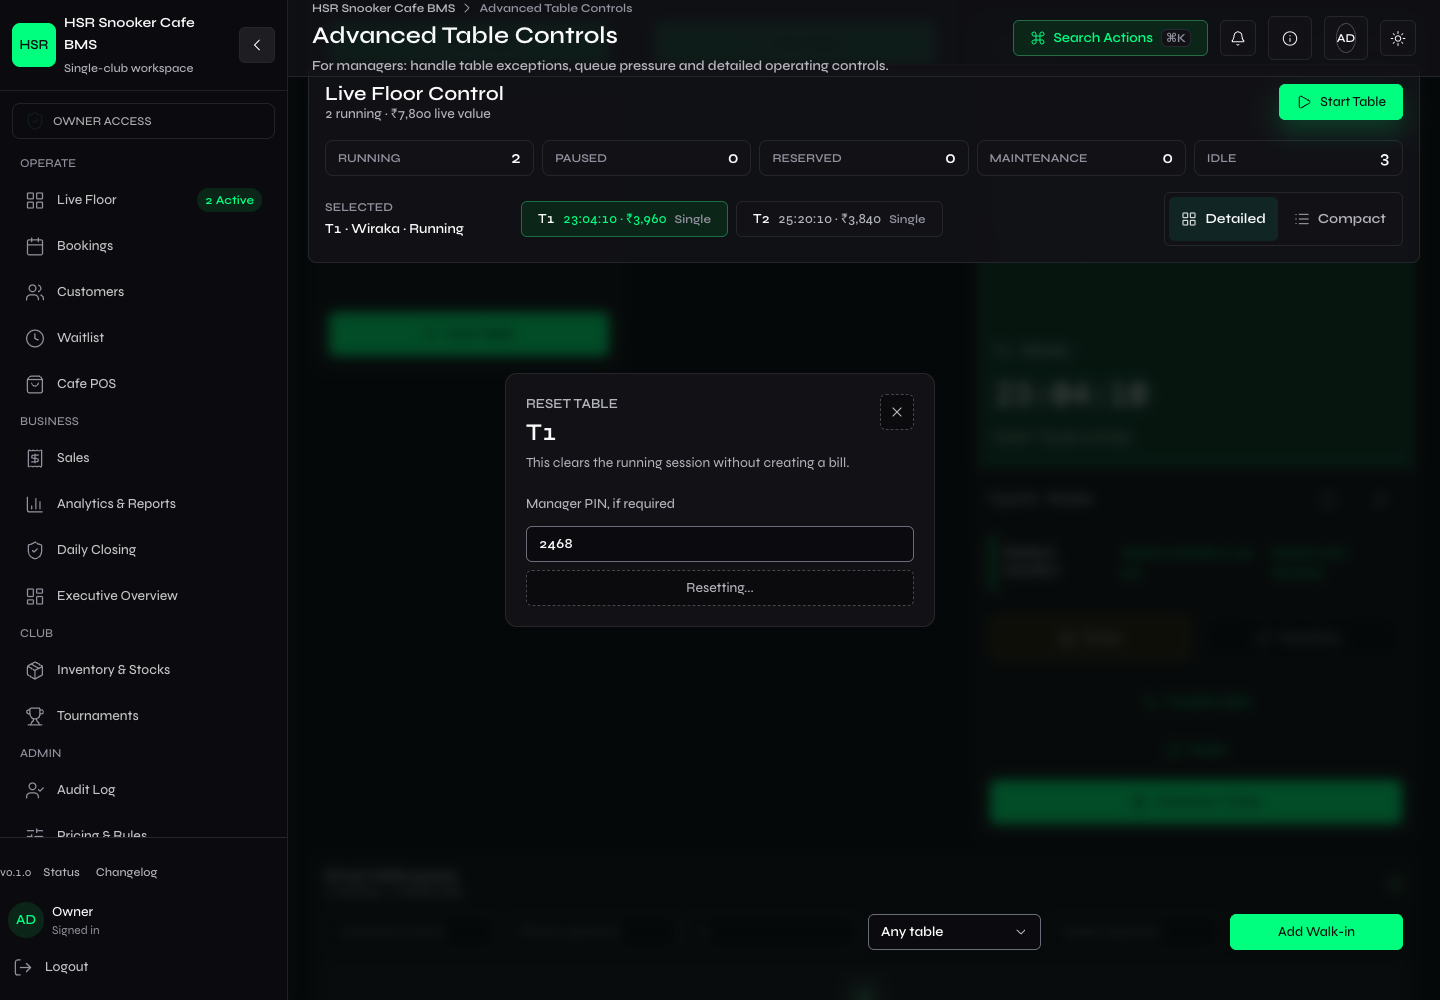 HSR
HSR Snooker Cafe
BMS
Single-club workspace
OWNER ACCESS
OPERATE
Live Floor
2 Active
Bookings
Customers
Waitlist
Cafe POS
BUSINESS
Sales
Analytics & Reports
Daily Closing
Executive Overview
CLUB
Inventory & Stocks
Tournaments
ADMIN
Audit Log
Pricing & Rules
v0.1.0 Status Changelog
AD
Owner
Signed in
Logout
HSR Snooker Cafe BMS > Advanced Table Controls
Advanced Table Controls
For managers: handle table exceptions, queue pressure and detailed operating controls.
Search Actions ⌘K
AD
Live Floor Control
2 running · ₹7,800 live value
Start Table
RUNNING 2
PAUSED 0
RESERVED 0
MAINTENANCE 0
IDLE 3
SELECTED
T1 · Wiraka · Running
T1 23:04:10 · ₹3,960 Single
T2 25:20:10 · ₹3,840 Single
Detailed
Compact
23:04:10
RESET TABLE
T1
This clears the running session without creating a bill.
Manager PIN, if required
2468
Resetting...
Any table
Add Walk-in